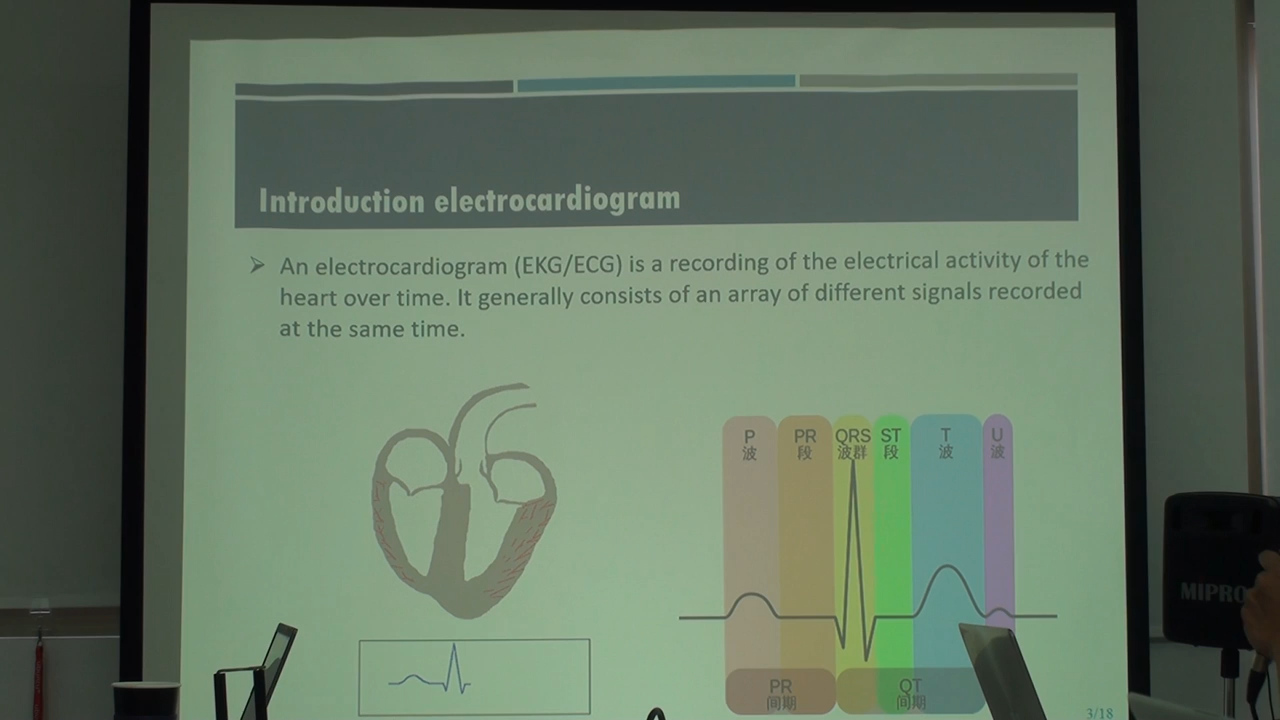 Introduction electrocardiogram
An electrocardiogram (EKG/ECG) is a recording of the electrical activity of the
heart over time. It generally consists of an array of different signals recorded
at the same time.
P PR QRS ST T U
波 段 波群 段 波 波
PR QT
间期 间期
MIPRO
3/18